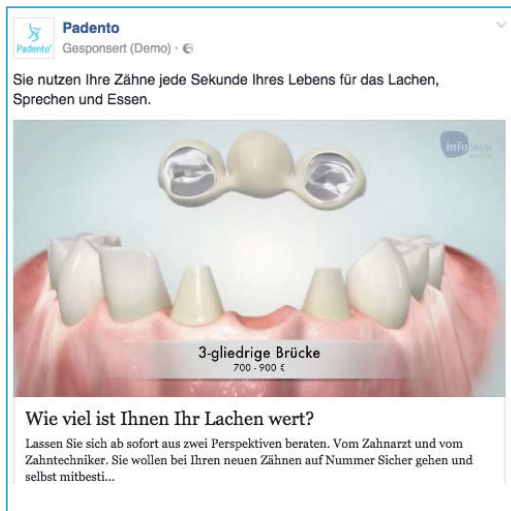 Padento
Padento®
Gesponsert (Demo) ·
Sie nutzen Ihre Zähne jede Sekunde Ihres Lebens für das Lachen,
Sprechen und Essen.
infoskop
3-gliedrige Brücke
700 - 900 €
Wie viel ist Ihnen Ihr Lachen wert?
Lassen Sie sich ab sofort aus zwei Perspektiven beraten. Vom Zahnarzt und vom
Zahntechniker. Sie wollen bei Ihren neuen Zähnen auf Nummer Sicher gehen und
selbst mitbesti...